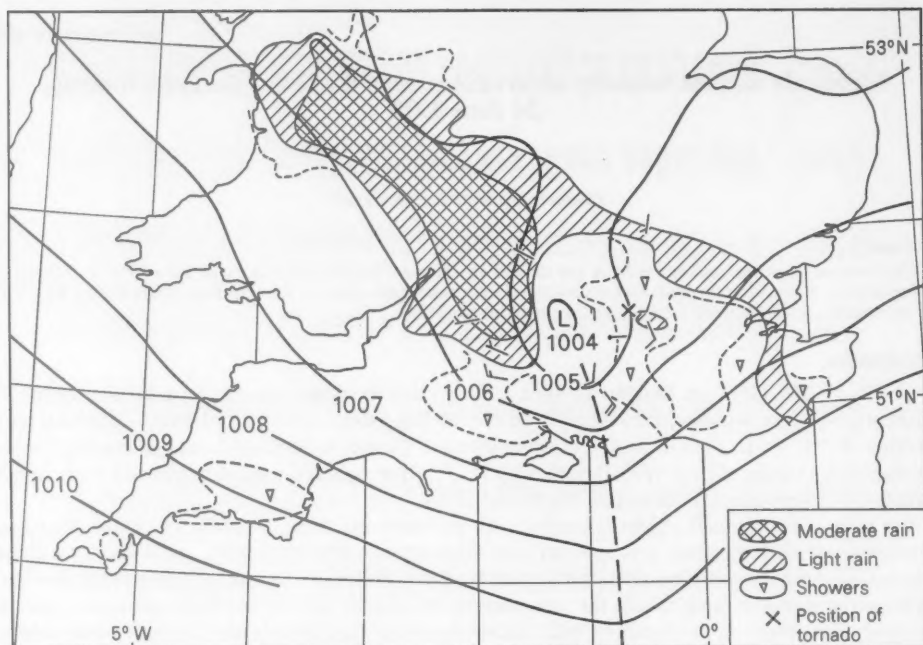 53°N
L
1004
1005
1006
1007
1008
1009
1010
51°N
Moderate rain
Light rain
Showers
Position of
tornado
5° W
0°